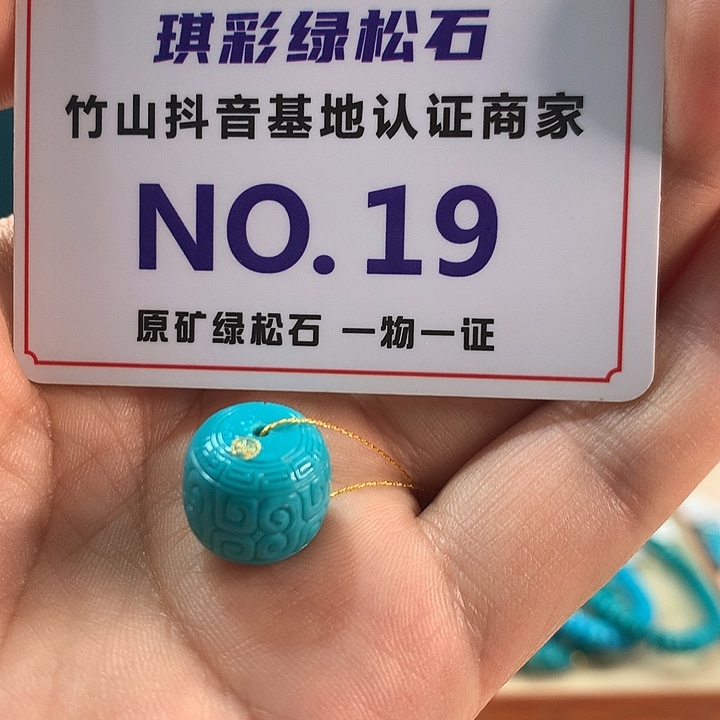 琪彩绿松石
竹山抖音基地认证商家
NO.19
原矿绿松石 一物一证